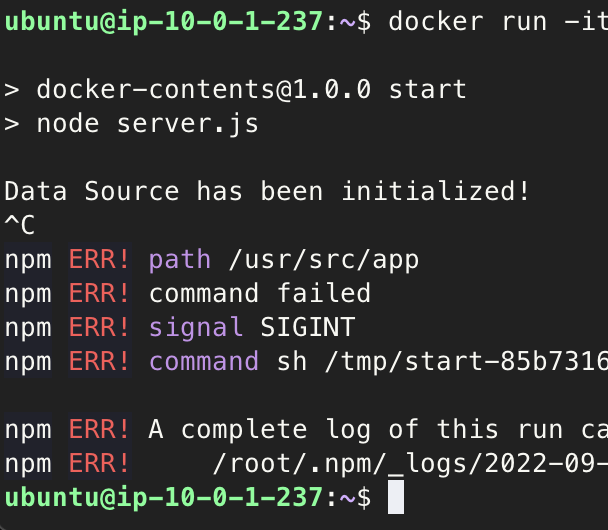 ubuntu@ip-10-0-1-237:~$ docker run -it
> docker-contents@1.0.0 start
> node server.js
Data Source has been initialized!
^C
npm ERR! path /usr/src/app
npm ERR! command failed
npm ERR! signal SIGINT
npm ERR! command sh /tmp/start-85b7316
npm ERR! A complete log of this run ca
npm ERR!     /root/.npm/_logs/2022-09-
ubuntu@ip-10-0-1-237:~$